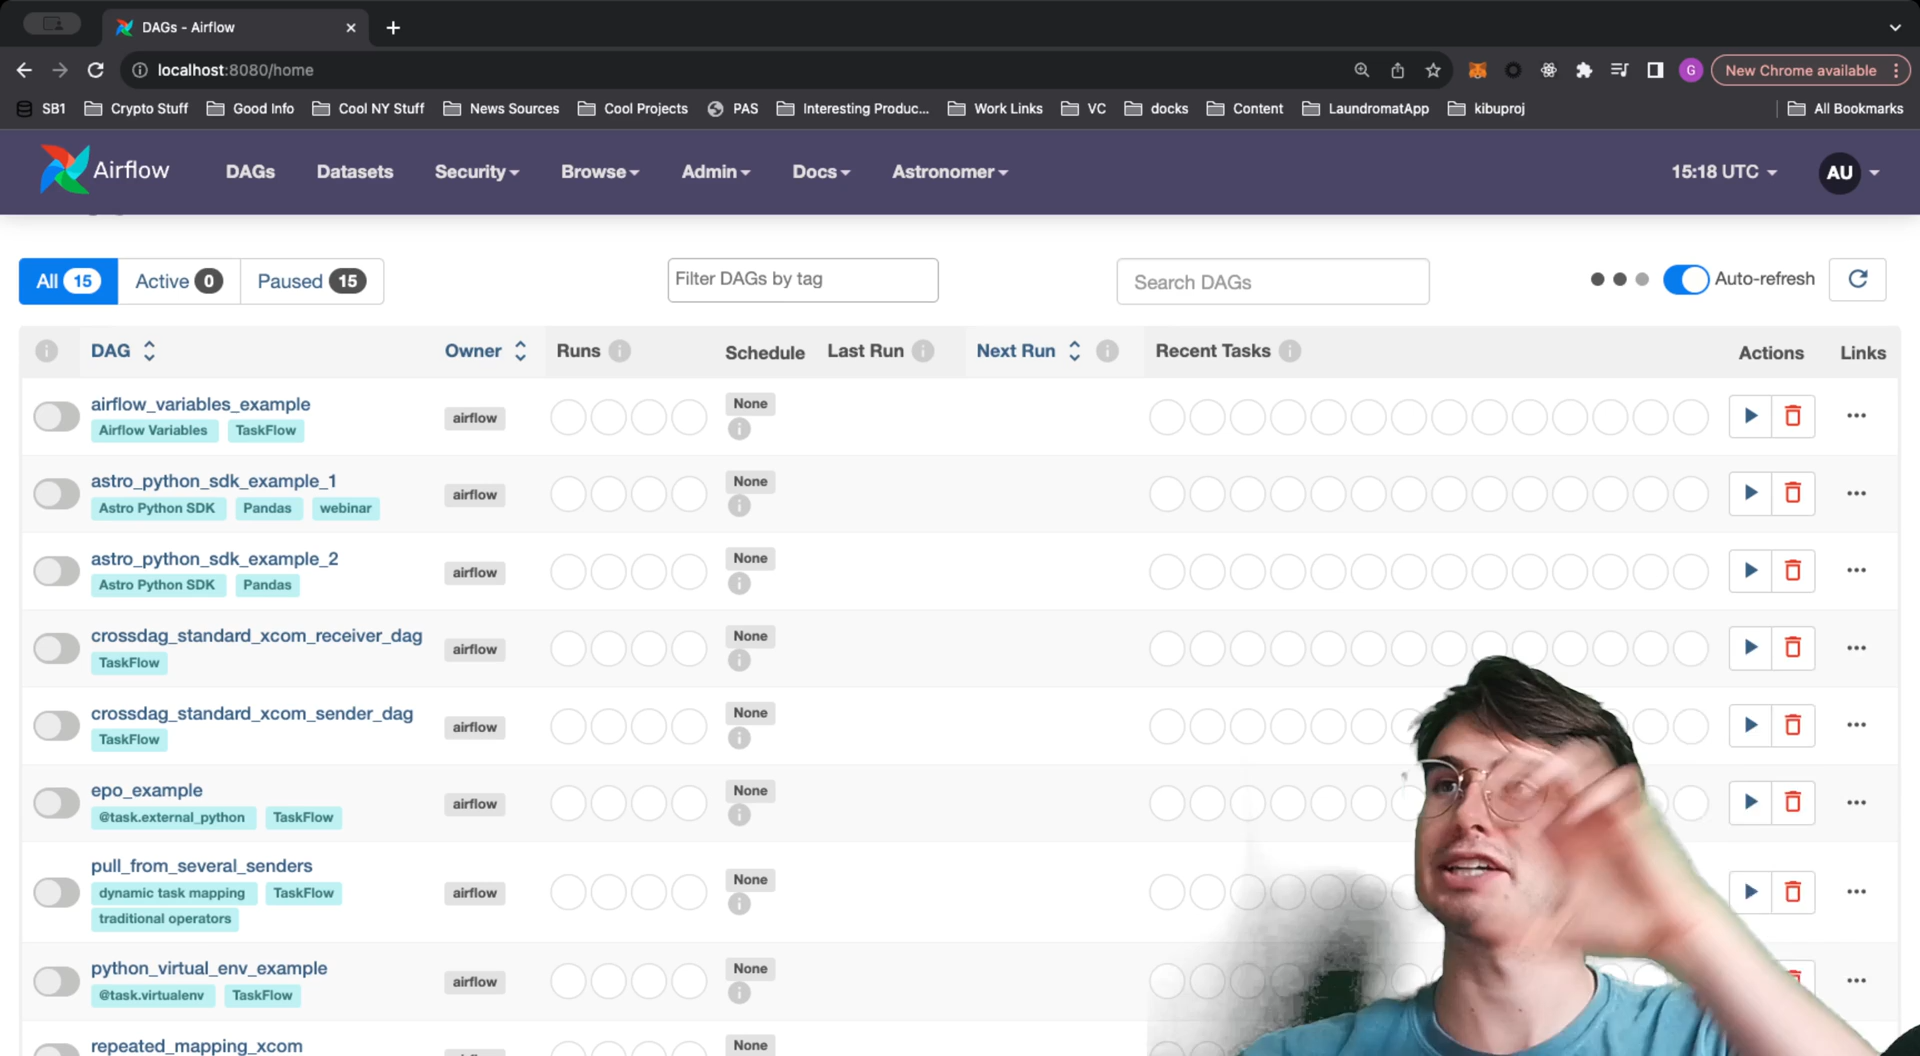 DAGs - Airflow
localhost:8080/home
G
New Chrome available
SB1 Crypto Stuff Good Info Cool NY Stuff News Sources Cool Projects PAS Interesting Produc... Work Links VC docks Content LaundromatApp kibuproj All Bookmarks
Airflow DAGs Datasets Security Browse Admin Docs Astronomer 15:18 UTC AU
All 15 Active 0 Paused 15 Filter DAGs by tag Search DAGs Auto-refresh
DAG Owner Runs Schedule Last Run Next Run Recent Tasks Actions Links
airflow_variables_example airflow None
Airflow Variables TaskFlow
astro_python_sdk_example_1 airflow None
Astro Python SDK Pandas webinar
astro_python_sdk_example_2 airflow None
Astro Python SDK Pandas
crossdag_standard_xcom_receiver_dag airflow None
TaskFlow
crossdag_standard_xcom_sender_dag airflow None
TaskFlow
epo_example airflow None
@task.external_python TaskFlow
pull_from_several_senders airflow None
dynamic task mapping TaskFlow
traditional operators
python_virtual_env_example airflow None
@task.virtualenv TaskFlow
repeated_mapping_xcom None